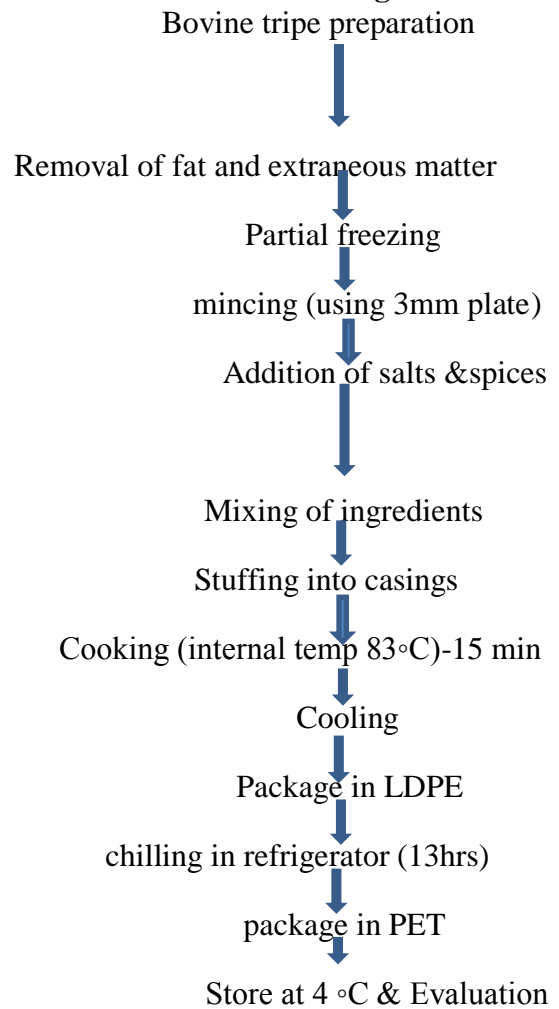 Bovine tripe preparation
Removal of fat and extraneous matter
Partial freezing
mincing (using 3mm plate)
Addition of salts &spices
Mixing of ingredients
Stuffing into casings
Cooking (internal temp 83◦C)-15 min
Cooling
Package in LDPE
chilling in refrigerator (13hrs)
package in PET
Store at 4 ◦C & Evaluation